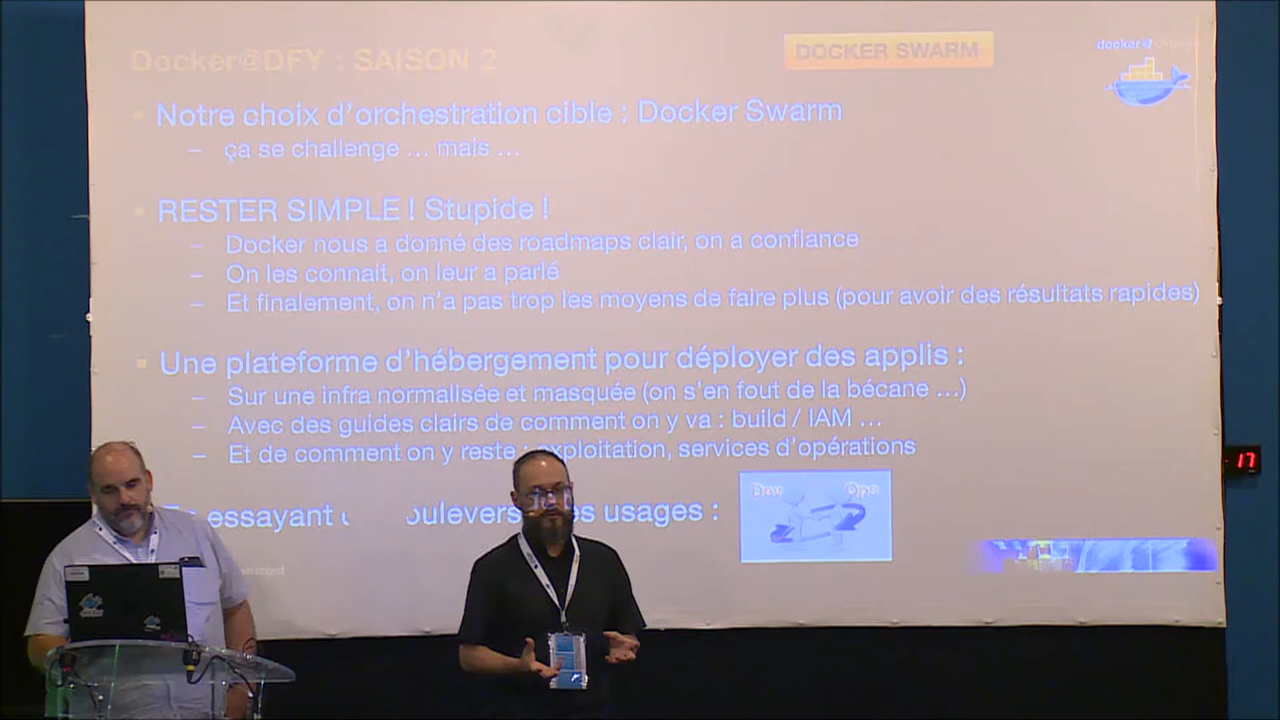 Docker@DFY : SAISON 2
DOCKER SWARM
docker@
Notre choix d'orchestration cible : Docker Swarm
– ça se challenge ... mais ...
RESTER SIMPLE ! Stupide !
– Docker nous a donné des roadmaps clair, on a confiance
– On les connait, on leur a parlé
– Et finalement, on n'a pas trop les moyens de faire plus (pour avoir des résultats rapides)
Une plateforme d'hébergement pour déployer des applis :
– Sur une infra normalisée et masquée (on s'en fout de la bécane ...)
– Avec des guides clairs de comment on y va : build / IAM ...
– Et de comment on y reste : exploitation, services d'opérations
essayant usages :
Dev Ops
17